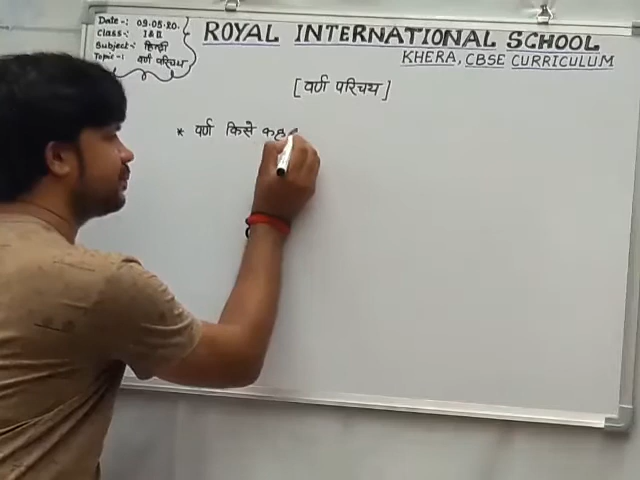 Date-: 09.05.20.
Class-: I & II
Subject-: हिन्दी
Topic-: वर्ण परिचय
ROYAL INTERNATIONAL SCHOOL
KHERA, CBSE CURRICULUM
[वर्ण परिचय]
* वर्ण किसे कह